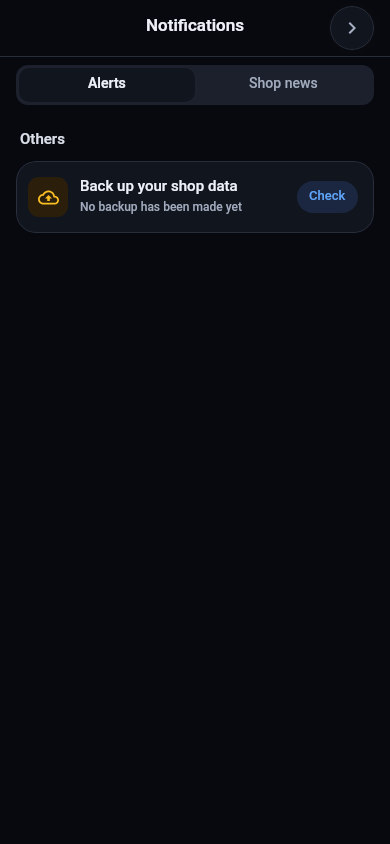 Notifications
Alerts
Shop news
Others
Back up your shop data
No backup has been made yet
Check